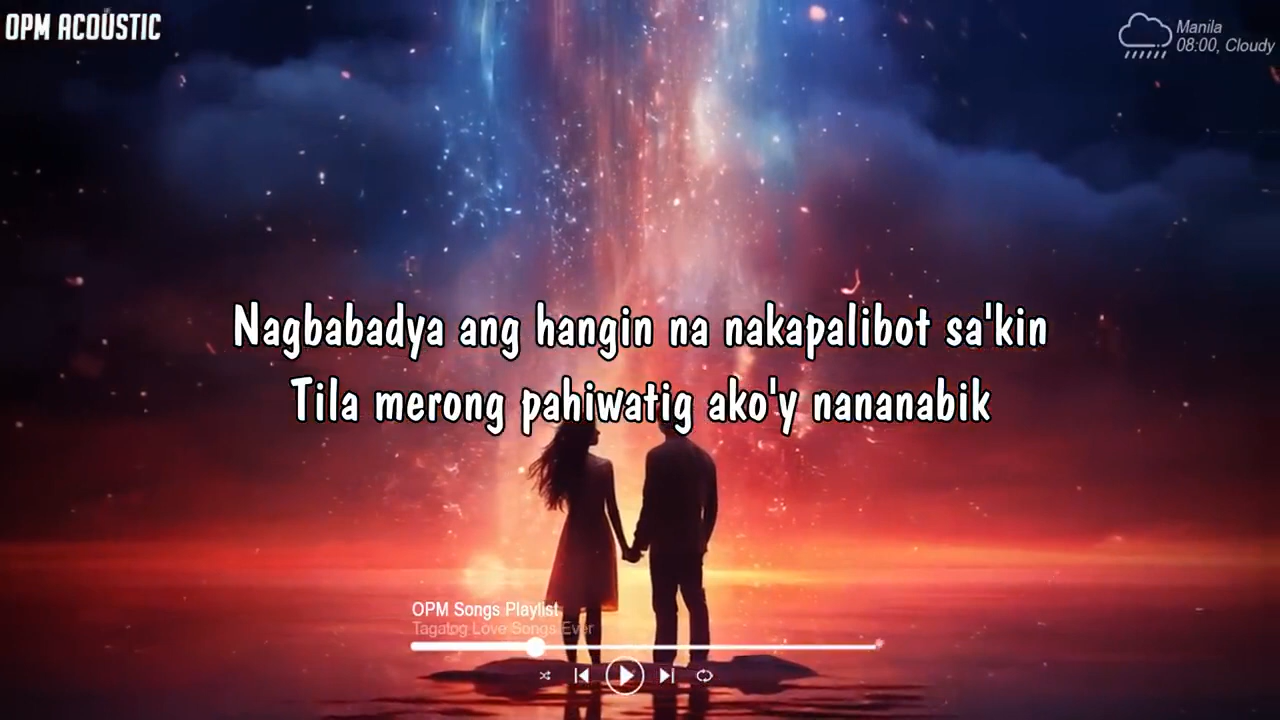 OPM ACOUSTIC
Manila
08:00, Cloudy
Nagbabadya ang hangin na nakapalibot sa'kin
Tila merong pahiwatig ako'y nananabik
OPM Songs Playlist
Tagalog Love Songs Ever